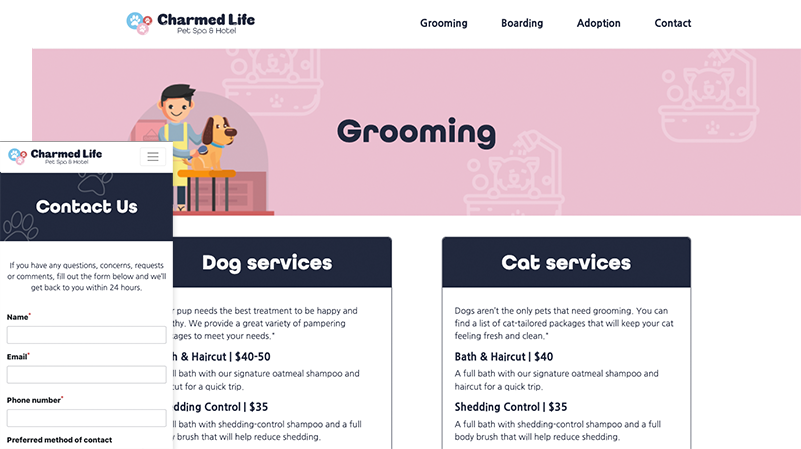 Charmed Life
Pet Spa & Hotel
Grooming
Boarding
Adoption
Contact
Grooming
Charmed Life
Pet Spa & Hotel
Contact Us
If you have any questions, concerns, requests
or comments, fill out the form below and we'll
get back to you within 24 hours.
Name*
Email*
Phone number*
Preferred method of contact
Dog services
pup needs the best treatment to be happy and
We provide a great variety of pampering
to meet your needs.*
& Haircut | $40-50
bath with our signature oatmeal shampoo and
for a quick trip.
Control | $35
bath with shedding-control shampoo and a full
brush that will help reduce shedding.
Cat services
Dogs aren't the only pets that need grooming. You can
find a list of cat-tailored packages that will keep your cat
feeling fresh and clean.*
Bath & Haircut | $40
A full bath with our signature oatmeal shampoo and
haircut for a quick trip.
Shedding Control | $35
A full bath with shedding-control shampoo and a full
body brush that will help reduce shedding.